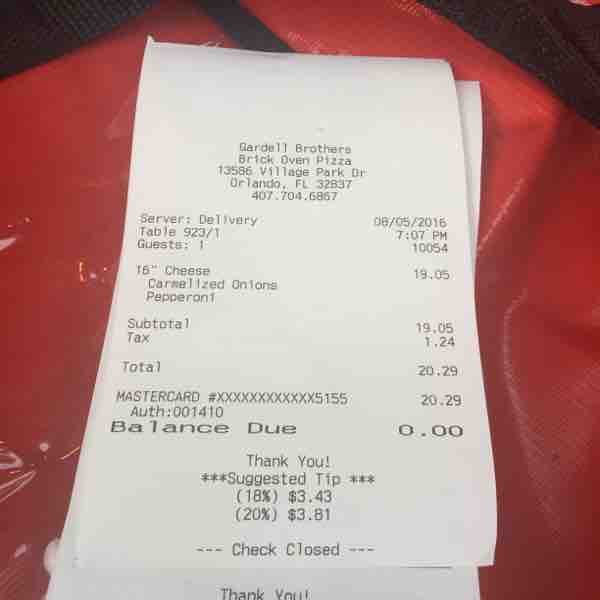 Gardell Brothers
Brick Oven Pizza
13586 Village Park Dr
Orlando, FL 32837
407.704.6867
Server: Delivery 08/05/2016
Table 923/1 7:07 PM
Guests: 1 10054
16" Cheese 19.05
Carmelized Onions
Pepperoni
Subtotal 19.05
Tax 1.24
Total 20.29
MASTERCARD #XXXXXXXXXXXX5155 20.29
Auth:001410
Balance Due 0.00
Thank You!
***Suggested Tip ***
(18%) $3.43
(20%) $3.81
--- Check Closed ---
Thank You!